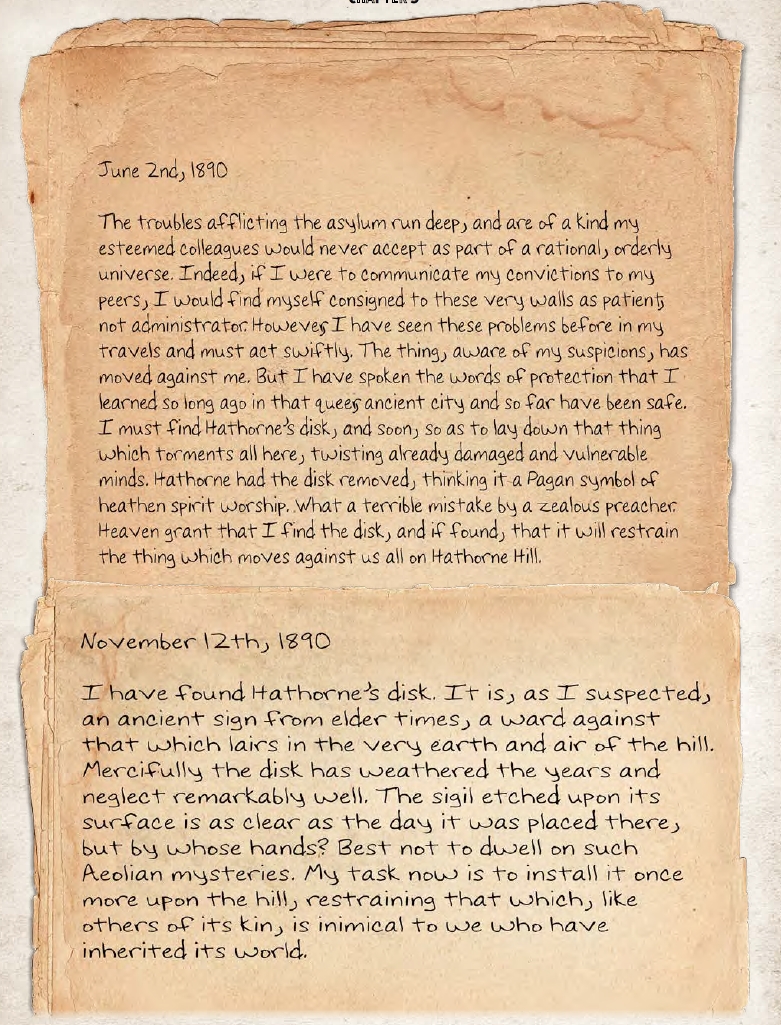 June 2nd, 1890
The troubles afflicting the asylum run deep, and are of a kind my
esteemed colleagues would never accept as part of a rational, orderly
universe. Indeed, if I were to communicate my convictions to my
peers, I would find myself consigned to these very walls as patient,
not administrator. However, I have seen these problems before in my
travels and must act swiftly. The thing, aware of my suspicions, has
moved against me. But I have spoken the words of protection that I
learned so long ago in that queer, ancient city and so far have been safe.
I must find Hathorne's disk, and soon, so as to lay down that thing
which torments all here, twisting already damaged and vulnerable
minds. Hathorne had the disk removed, thinking it a Pagan symbol of
heathen spirit worship. What a terrible mistake by a zealous preacher.
Heaven grant that I find the disk, and if found, that it will restrain
the thing which moves against us all on Hathorne Hill.
November 12th, 1890
I have found Hathorne's disk. It is, as I suspected,
an ancient sign from elder times, a ward against
that which lairs in the very earth and air of the hill.
Mercifully the disk has weathered the years and
neglect remarkably well. The sigil etched upon its
surface is as clear as the day it was placed there,
but by whose hands? Best not to dwell on such
Aeolian mysteries. My task now is to install it once
more upon the hill, restraining that which, like
others of its kin, is inimical to we who have
inherited its world.